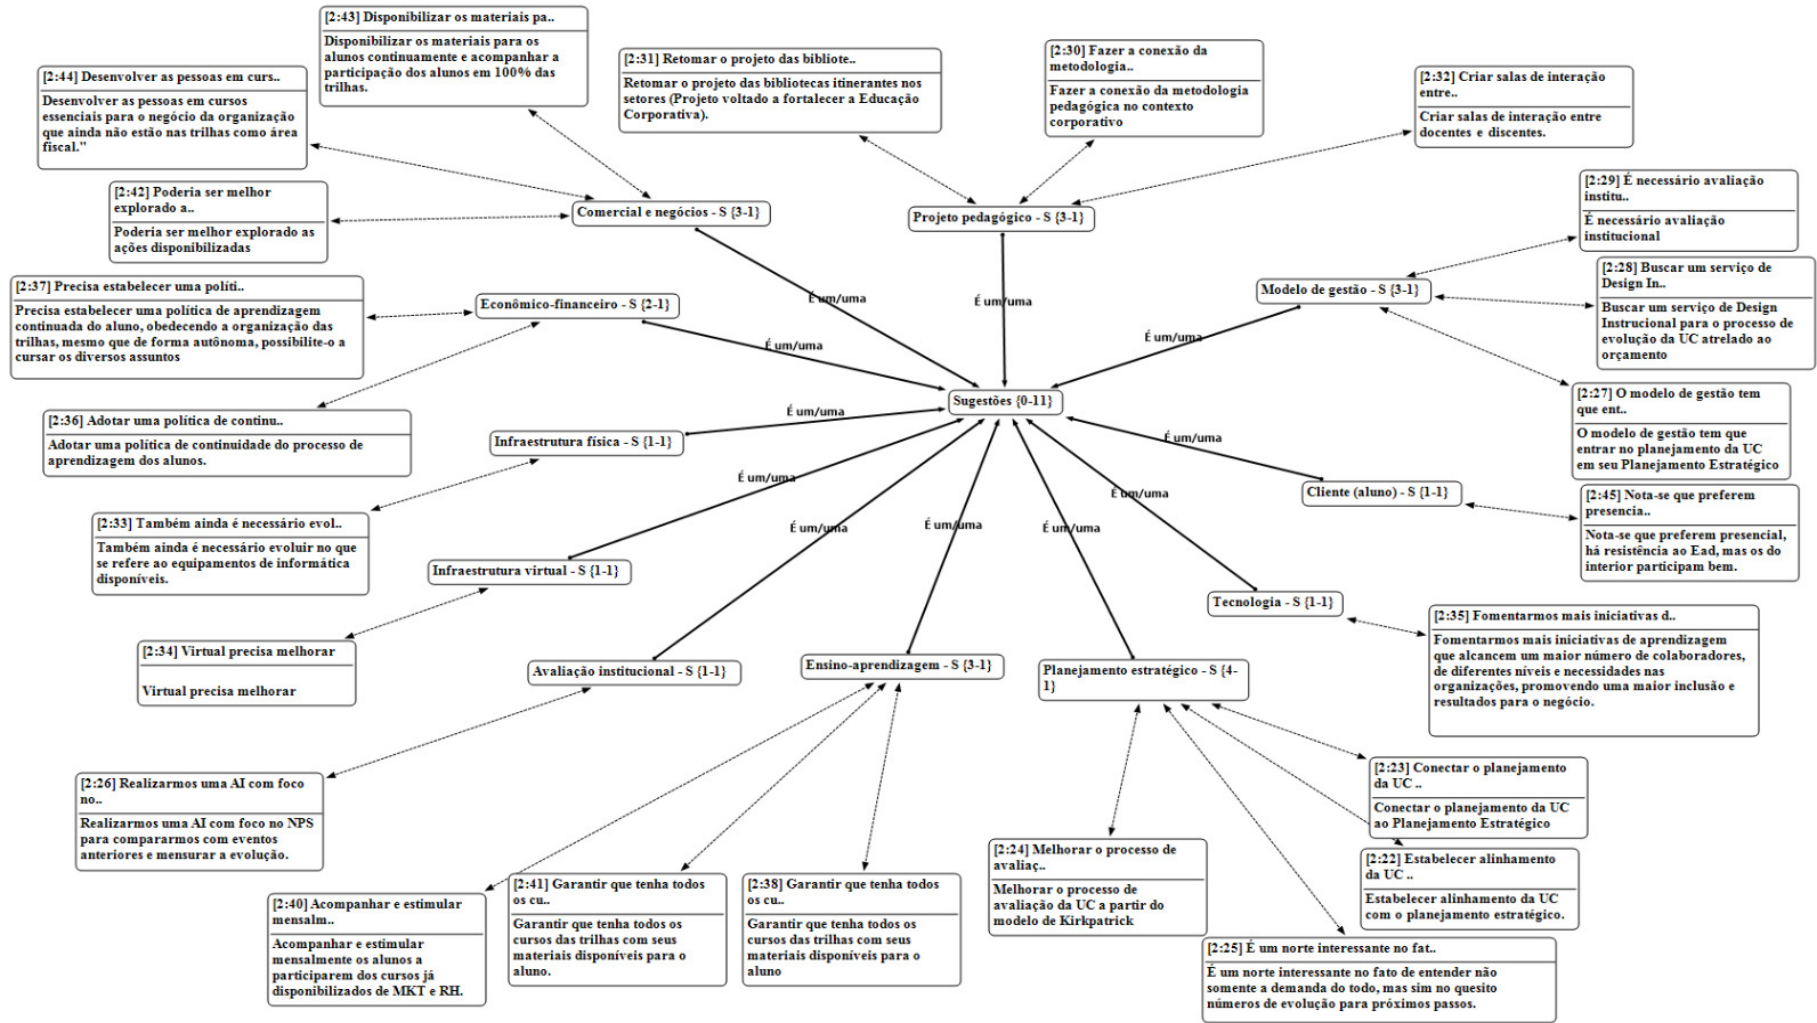 [2:43] Disponibilizar os materiais pa..
Disponibilizar os materiais para os
alunos continuamente e acompanhar a
participação dos alunos em 100% das
trilhas.
[2:31] Retomar o projeto das bibliote..
Retomar o projeto das bibliotecas itinerantes nos
setores (Projeto voltado a fortalecer a Educação
Corporativa).
[2:30] Fazer a conexão da
metodologia..
Fazer a conexão da metodologia
pedagógica no contexto
corporativo
[2:32] Criar salas de interação
entre..
Criar salas de interação entre
docentes e discentes.
[2:44] Desenvolver as pessoas em curs..
Desenvolver as pessoas em cursos
essenciais para o negócio da organização
que ainda não estão nas trilhas como área
fiscal."
[2:42] Poderia ser melhor
explorado a..
Poderia ser melhor explorado as
ações disponibilizadas
Comercial e negócios - S {3-1}
Projeto pedagógico - S {3-1}
[2:29] É necessário avaliação
institu..
É necessário avaliação
institucional
[2:37] Precisa estabelecer uma políti..
Precisa estabelecer uma política de aprendizagem
continuada do aluno, obedecendo a organização das
trilhas, mesmo que de forma autônoma, possibilite-o a
cursar os diversos assuntos
Econômico-financeiro - S {2-1}
É um/uma
É um/uma
É um/uma
É um/uma
Modelo de gestão - S {3-1}
[2:28] Buscar um serviço de
Design In..
Buscar um serviço de Design
Instrucional para o processo de
evolução da UC atrelado ao
orçamento
[2:36] Adotar uma política de continu..
Adotar uma política de continuidade do processo de
aprendizagem dos alunos.
Sugestões {0-11}
[2:27] O modelo de gestão tem
que ent..
O modelo de gestão tem que
entrar no planejamento da UC
em seu Planejamento Estratégico
É um/uma
Infraestrutura física - S {1-1}
É um/uma
Cliente (aluno) - S {1-1}
[2:45] Nota-se que preferem
presencia..
Nota-se que preferem presencial,
há resistência ao Ead, mas os do
interior participam bem.
[2:33] Também ainda é necessário evol..
Também ainda é necessário evoluir no que
se refere ao equipamentos de informática
disponíveis.
É um/uma
É um/uma
É um/uma
É um/uma
É um/uma
Infraestrutura virtual - S {1-1}
Tecnologia - S {1-1}
[2:35] Fomentarmos mais iniciativas d..
Fomentarmos mais iniciativas de aprendizagem
que alcancem um maior número de colaboradores,
de diferentes níveis e necessidades nas
organizações, promovendo uma maior inclusão e
resultados para o negócio.
[2:34] Virtual precisa melhorar
Virtual precisa melhorar
Avaliação institucional - S {1-1}
Ensino-aprendizagem - S {3-1}
Planejamento estratégico - S {4-
1}
[2:26] Realizarmos uma AI com foco
no..
Realizarmos uma AI com foco no NPS
para compararmos com eventos
anteriores e mensurar a evolução.
[2:23] Conectar o planejamento
da UC ..
Conectar o planejamento da UC
ao Planejamento Estratégico
[2:40] Acompanhar e estimular
mensalm..
Acompanhar e estimular
mensalmente os alunos a
participarem dos cursos já
disponibilizados de MKT e RH.
[2:41] Garantir que tenha todos
os cu..
Garantir que tenha todos os
cursos das trilhas com seus
materiais disponíveis para o
aluno.
[2:38] Garantir que tenha todos
os cu..
Garantir que tenha todos os
cursos das trilhas com seus
materiais disponíveis para o
aluno
[2:24] Melhorar o processo de
avaliaç..
Melhorar o processo de
avaliação da UC a partir do
modelo de Kirkpatrick
[2:22] Estabelecer alinhamento
da UC ..
Estabelecer alinhamento da UC
com o planejamento estratégico.
[2:25] É um norte interessante no fat..
É um norte interessante no fato de entender não
somente a demanda do todo, mas sim no quesito
números de evolução para próximos passos.